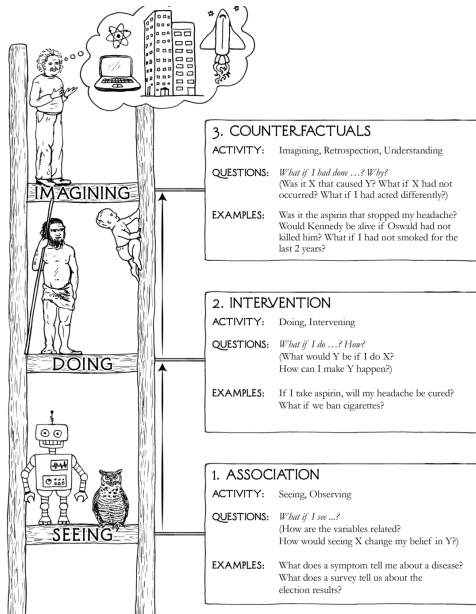 3. COUNTERFACTUALS
ACTIVITY: Imagining, Retrospection, Understanding
QUESTIONS: What if I had done …? Why?
(Was it X that caused Y? What if X had not
occurred? What if I had acted differently?)
EXAMPLES: Was it the aspirin that stopped my headache?
Would Kennedy be alive if Oswald had not
killed him? What if I had not smoked for the
last 2 years?
IMAGINING
2. INTERVENTION
ACTIVITY: Doing, Intervening
QUESTIONS: What if I do …? How?
(What would Y be if I do X?
How can I make Y happen?)
EXAMPLES: If I take aspirin, will my headache be cured?
What if we ban cigarettes?
DOING
1. ASSOCIATION
ACTIVITY: Seeing, Observing
QUESTIONS: What if I see ...?
(How are the variables related?
How would seeing X change my belief in Y?)
EXAMPLES: What does a symptom tell me about a disease?
What does a survey tell us about the
election results?
SEEING